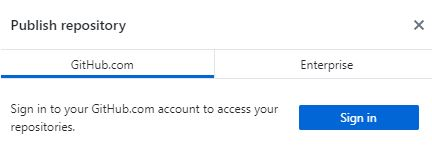 Publish repository
GitHub.com
Enterprise
Sign in to your GitHub.com account to access your
repositories.
Sign in